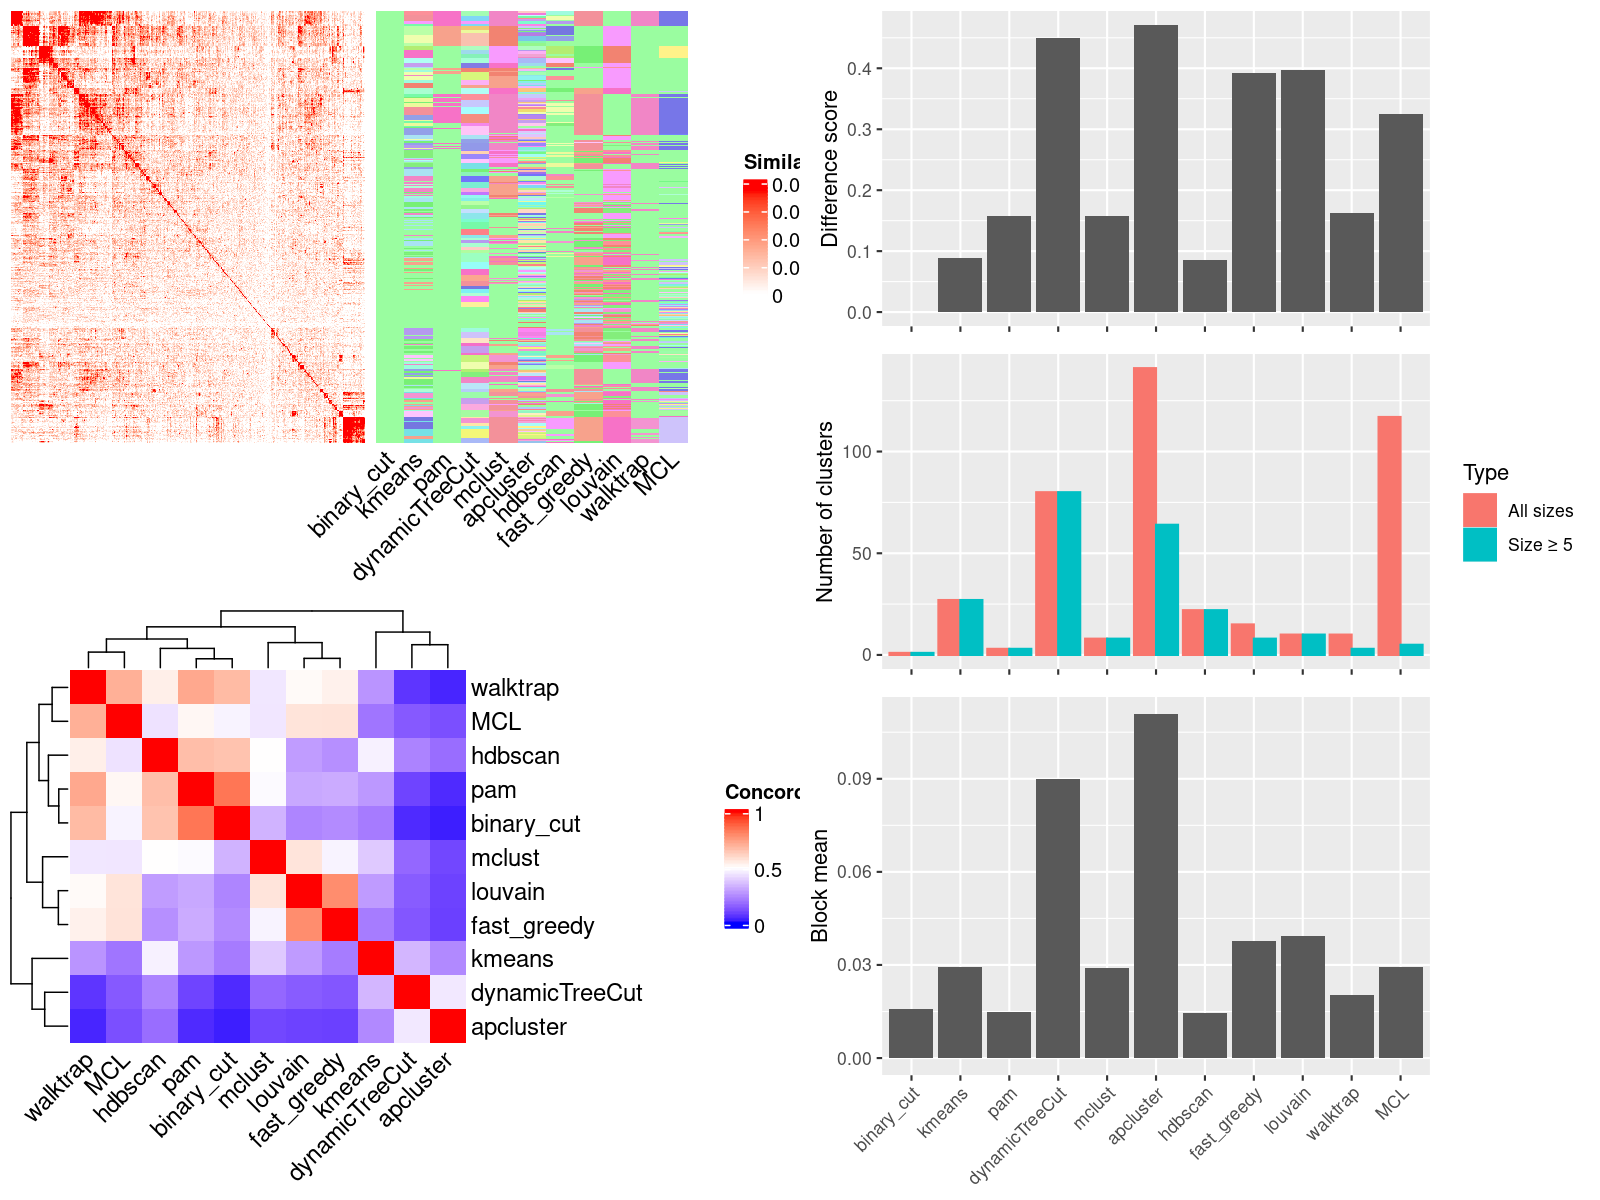 Simila
0.0
0.0
0.0
0.0
0
binary_cut
kmeans
pam
dynamicTreeCut
mclust
apcluster
hdbscan
fast_greedy
louvain
walktrap
MCL
walktrap
MCL
hdbscan
pam
binary_cut
mclust
louvain
fast_greedy
kmeans
dynamicTreeCut
apcluster
walktrap
MCL
hdbscan
pam
binary_cut
mclust
louvain
fast_greedy
kmeans
dynamicTreeCut
apcluster
Concord
1
0.5
0
Difference score
0.4
0.3
0.2
0.1
0.0
Number of clusters
100
50
0
Type
All sizes
Size ≥ 5
Block mean
0.09
0.06
0.03
0.00
binary_cut
kmeans
pam
dynamicTreeCut
mclust
apcluster
hdbscan
fast_greedy
louvain
walktrap
MCL